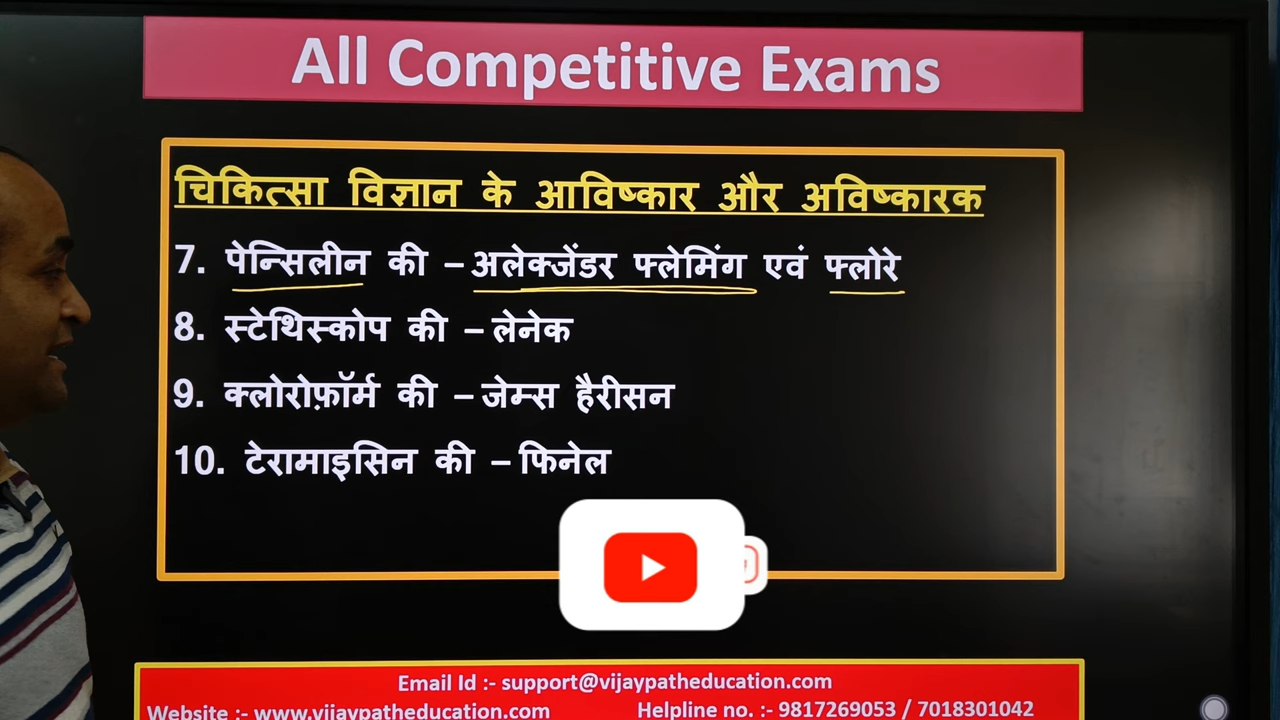 All Competitive Exams
चिकित्सा विज्ञान के आविष्कार और अविष्कारक
7. पेन्सिलीन की – अलेक्जेंडर फ्लेमिंग एवं फ्लोरे
8. स्टेथिस्कोप की – लेनेक
9. क्लोरोफ़ॉर्म की – जेम्स हैरीसन
10. टेरामाइसिन की – फिनेल
Email Id :- support@vijaypatheducation.com
Website :- www.vijaypatheducation.com Helpline no. :- 9817269053 / 7018301042